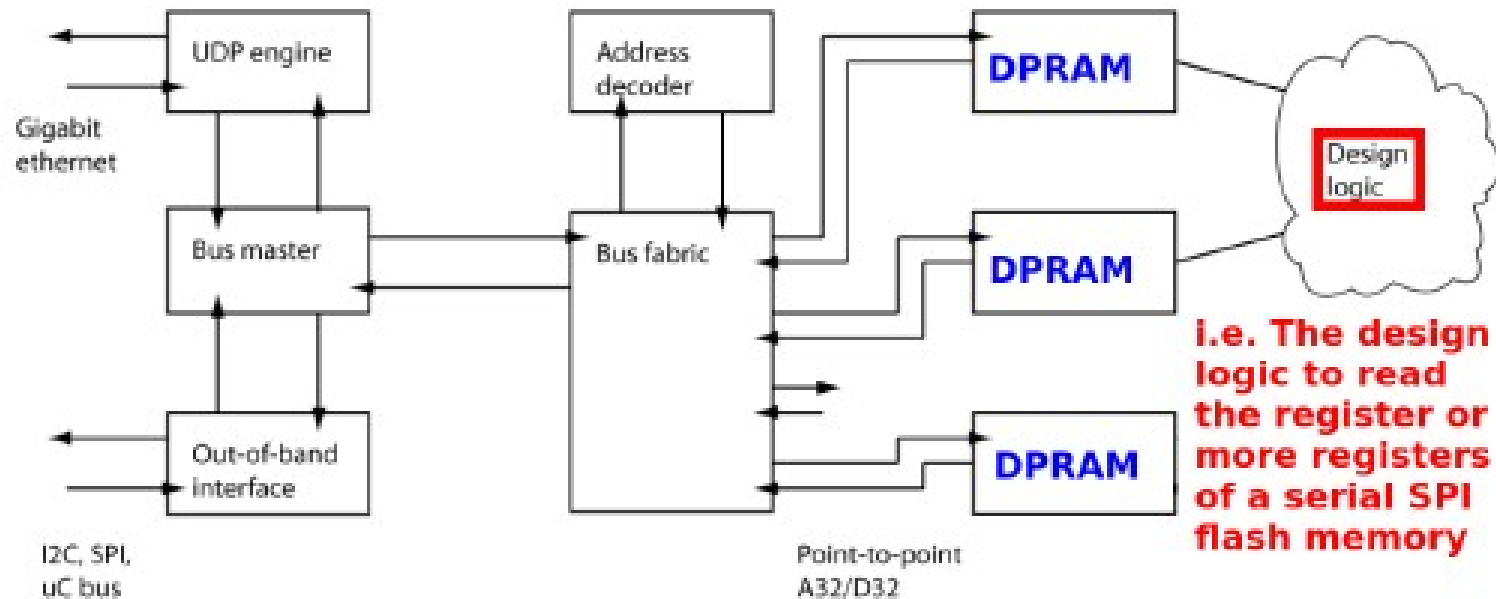 UDP engine
Address
decoder
DPRAM
Gigabit
ethernet
Design
logic
Bus master
Bus fabric
DPRAM
i.e. The design
logic to read
the register or
more registers
of a serial SPI
flash memory
Out-of-band
interface
DPRAM
I2C, SPI,
uC bus
Point-to-point
A32/D32